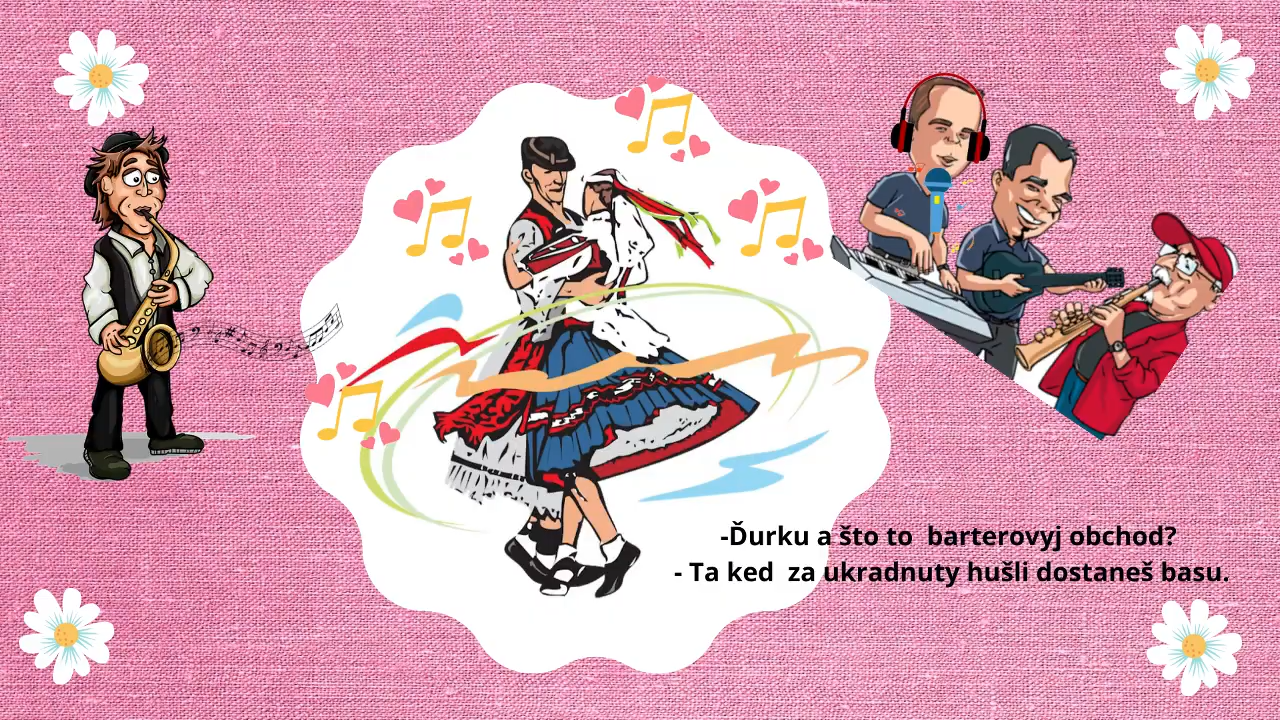 -Ďurku a što to  barterovyj obchod?
- Ta ked  za ukradnuty hušli dostaneš basu.